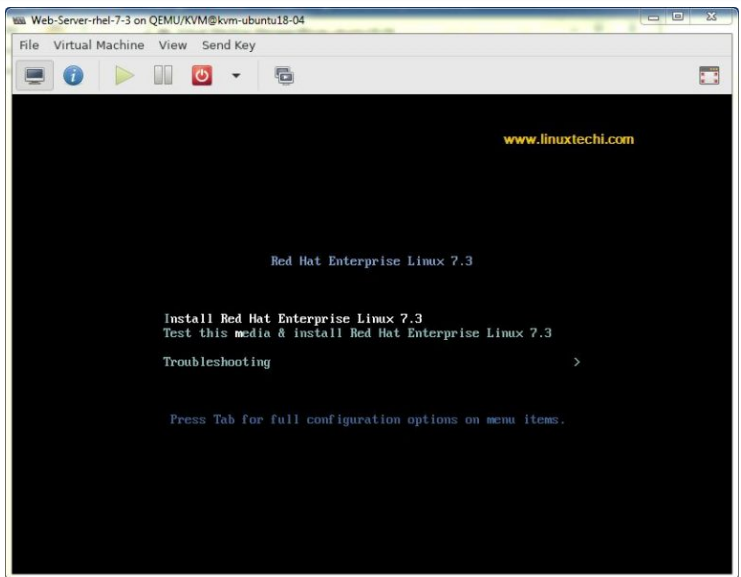 Web-Server-rhel-7-3 on QEMU/KVM@kvm-ubuntu18-04
File Virtual Machine View Send Key
www.linuxtechi.com
Red Hat Enterprise Linux 7.3
Install Red Hat Enterprise Linux 7.3
Test this media & install Red Hat Enterprise Linux 7.3
Troubleshooting >
Press Tab for full configuration options on menu items.